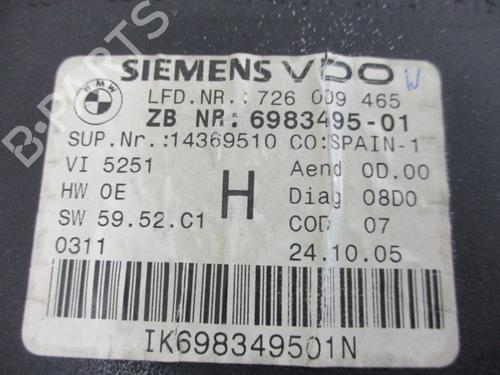 BMW
SIEMENS VDO W
LFD.NR.:726 009 465
ZB NR: 6983495-01
SUP.Nr.:14369510 CO:SPAIN-1
VI 5251 Aend 0D.00
HW 0E H Diag 08D0
SW 59.52.C1 COD 07
0311 24.10.05
IK698349501N